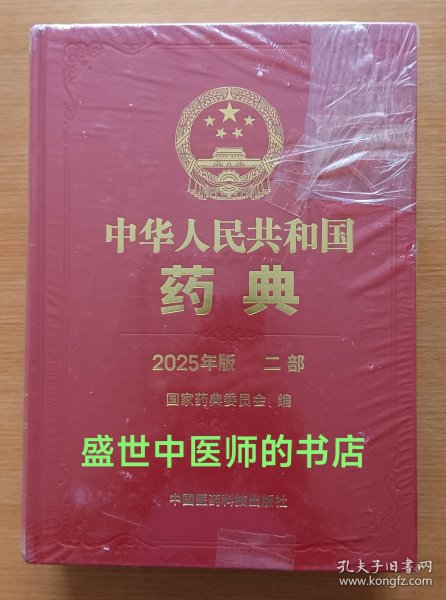 中华人民共和国
药典
2025年版 二部
国家药典委员会 编
盛世中医师的书店
中国医药科技出版社
孔夫子旧书网
www.kongfz.com